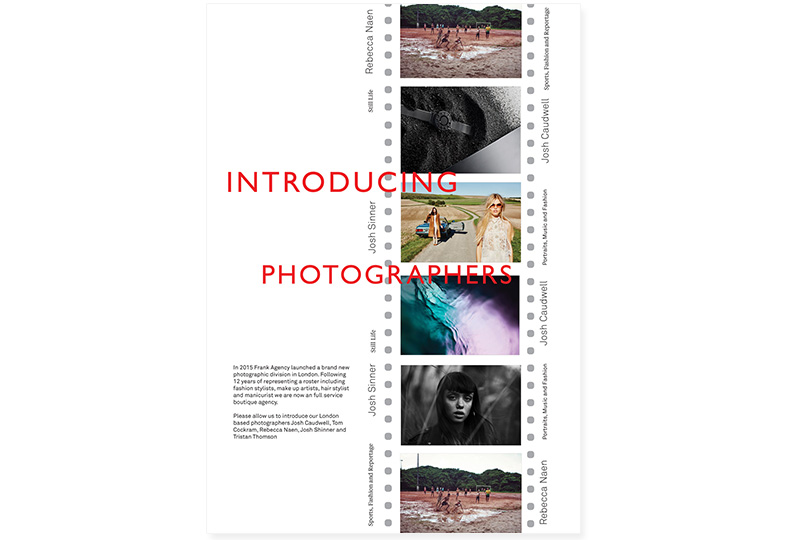 Rebecca Naen
Sports, Fashion and Reportage
Still Life
Josh Caudwell
INTRODUCING
Josh Sinner
Portraits, Music and Fashion
PHOTOGRAPHERS
Still Life
Josh Caudwell
In 2015 Frank Agency launched a brand new
photographic division in London. Following
12 years of representing a roster including
fashion stylists, make up artists, hair stylist
and manicurist we are now an full service
boutique agency.
Please allow us to introduce our London
based photographers Josh Caudwell, Tom
Cockram, Rebecca Naen, Josh Shinner and
Tristan Thomson
Josh Sinner
Portraits, Music and Fashion
Sports, Fashion and Reportage
Rebecca Naen